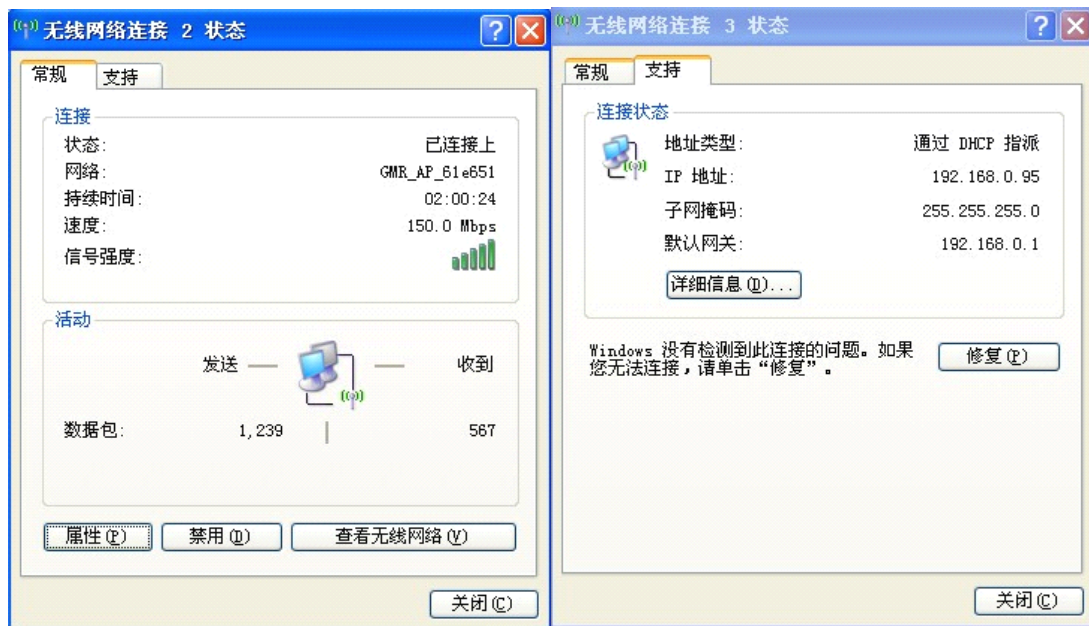 无线网络连接 2 状态
常规
支持
连接
状态:
已连接上
网络:
GMR_AP_61e651
持续时间:
02:00:24
速度:
150.0 Mbps
信号强度:
活动
发送
收到
数据包:
1,239
567
属性(P)
禁用(D)
查看无线网络(V)
关闭(C)
无线网络连接 3 状态
常规
支持
连接状态
地址类型:
通过 DHCP 指派
IP 地址:
192.168.0.95
子网掩码:
255.255.255.0
默认网关:
192.168.0.1
详细信息(D)...
Windows 没有检测到此连接的问题。如果
您无法连接,请单击“修复”。
修复(P)
关闭(C)